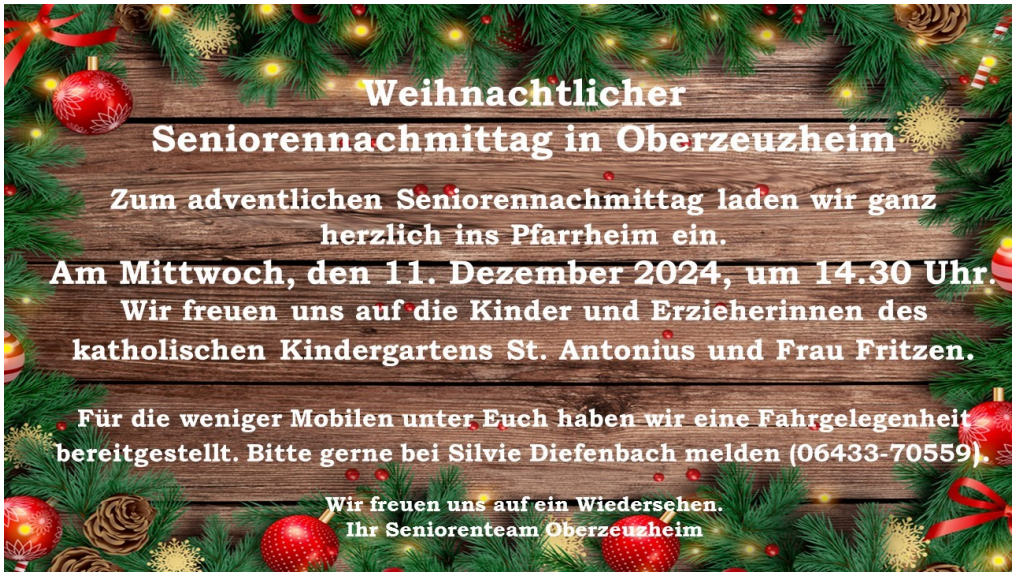 Weihnachtlicher
Seniorennachmittag in Oberzeuzheim
Zum adventlichen Seniorennachmittag laden wir ganz
herzlich ins Pfarrheim ein.
Am Mittwoch, den 11. Dezember 2024, um 14.30 Uhr.
Wir freuen uns auf die Kinder und Erzieherinnen des
katholischen Kindergartens St. Antonius und Frau Fritzen.
Für die weniger Mobilen unter Euch haben wir eine Fahrgelegenheit
bereitgestellt. Bitte gerne bei Silvie Diefenbach melden (06433-70559).
Wir freuen uns auf ein Wiedersehen.
Ihr Seniorenteam Oberzeuzheim